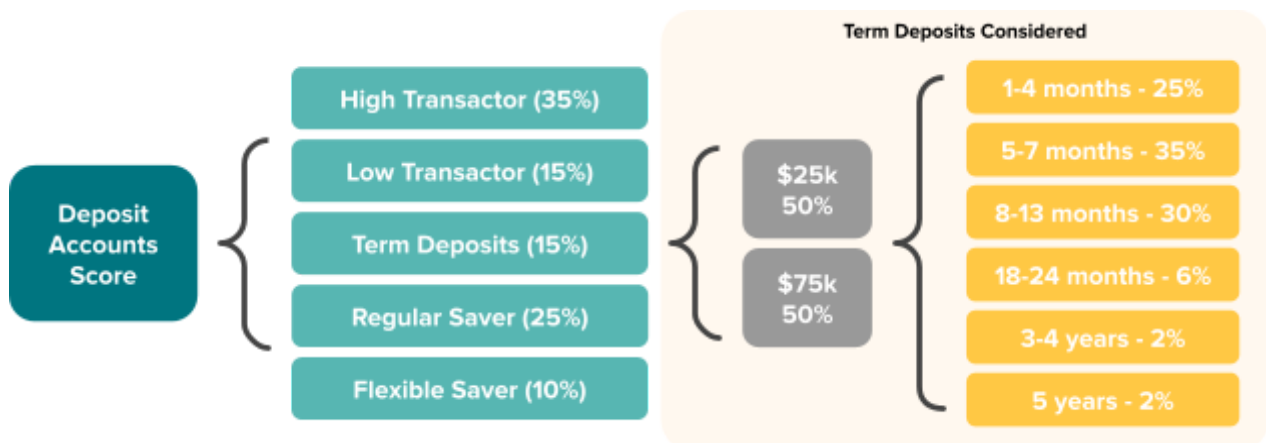 Term Deposits Considered
Deposit
Accounts
Score
High Transactor (35%)
Low Transactor (15%)
Term Deposits (15%)
Regular Saver (25%)
Flexible Saver (10%)
$25k
50%
$75k
50%
1-4 months - 25%
5-7 months - 35%
8-13 months - 30%
18-24 months - 6%
3-4 years - 2%
5 years - 2%